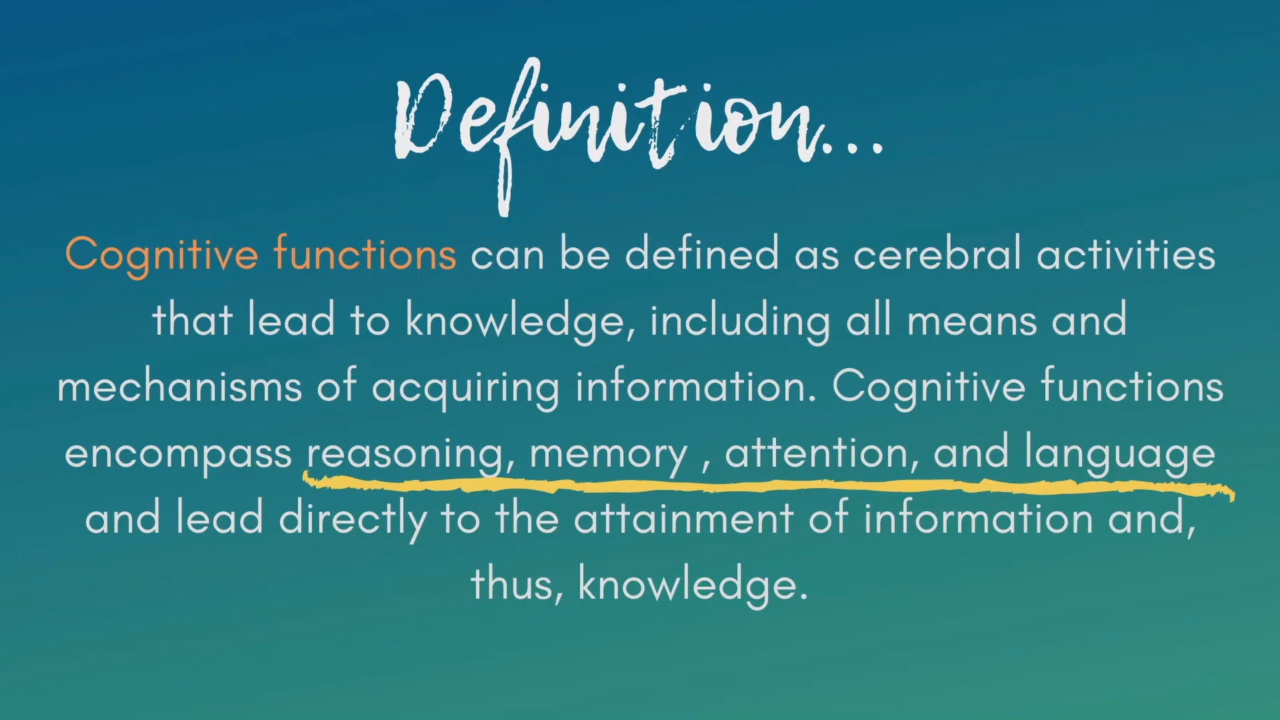 Definition...
Cognitive functions can be defined as cerebral activities
that lead to knowledge, including all means and
mechanisms of acquiring information. Cognitive functions
encompass reasoning, memory , attention, and language
and lead directly to the attainment of information and,
thus, knowledge.